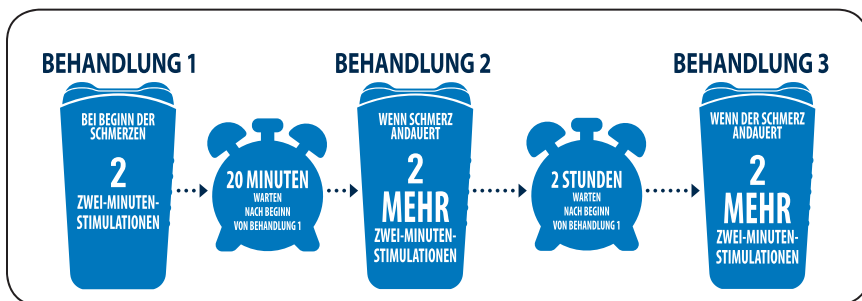 BEHANDLUNG 1
BEI BEGINN DER
SCHMERZEN
2
ZWEI-MINUTEN-
STIMULATIONEN
20 MINUTEN
WARTEN
NACH BEGINN
VON BEHANDLUNG 1
BEHANDLUNG 2
WENN SCHMERZ
ANDAUERT
2
MEHR
ZWEI-MINUTEN-
STIMULATIONEN
2 STUNDEN
WARTEN
NACH BEGINN
VON BEHANDLUNG 1
BEHANDLUNG 3
WENN DER SCHMERZ
ANDAUERT
2
MEHR
ZWEI-MINUTEN-
STIMULATIONEN